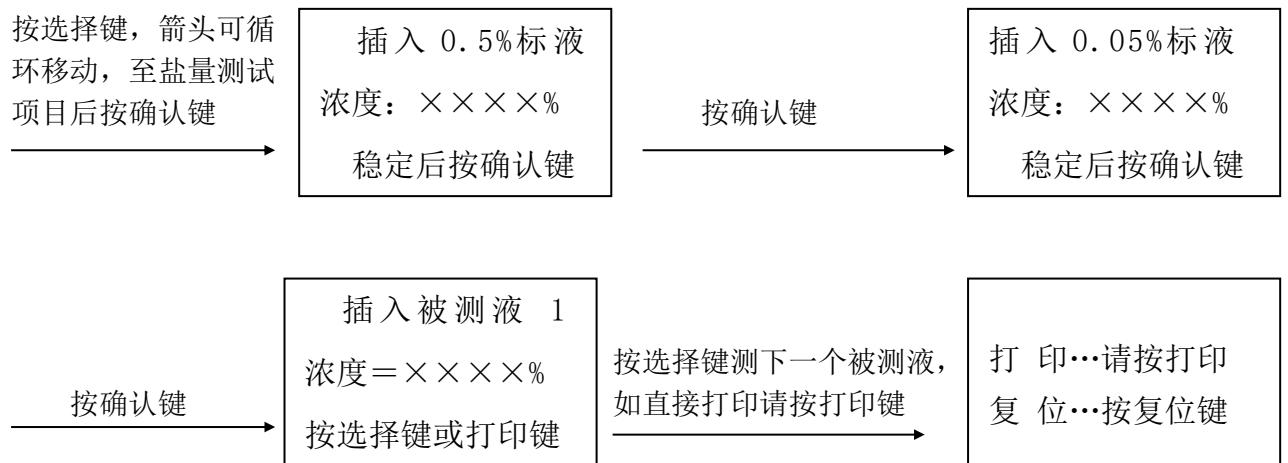 按选择键，箭头可循
环移动，至盐量测试
项目后按确认键
插入 0.5%标液
浓度：××××%
稳定后按确认键
按确认键
插入 0.05%标液
浓度：××××%
稳定后按确认键
按确认键
插入被测液 1
浓度＝××××%
按选择键或打印键
按选择键测下一个被测液，
如直接打印请按打印键
打 印…请按打印
复 位…按复位键